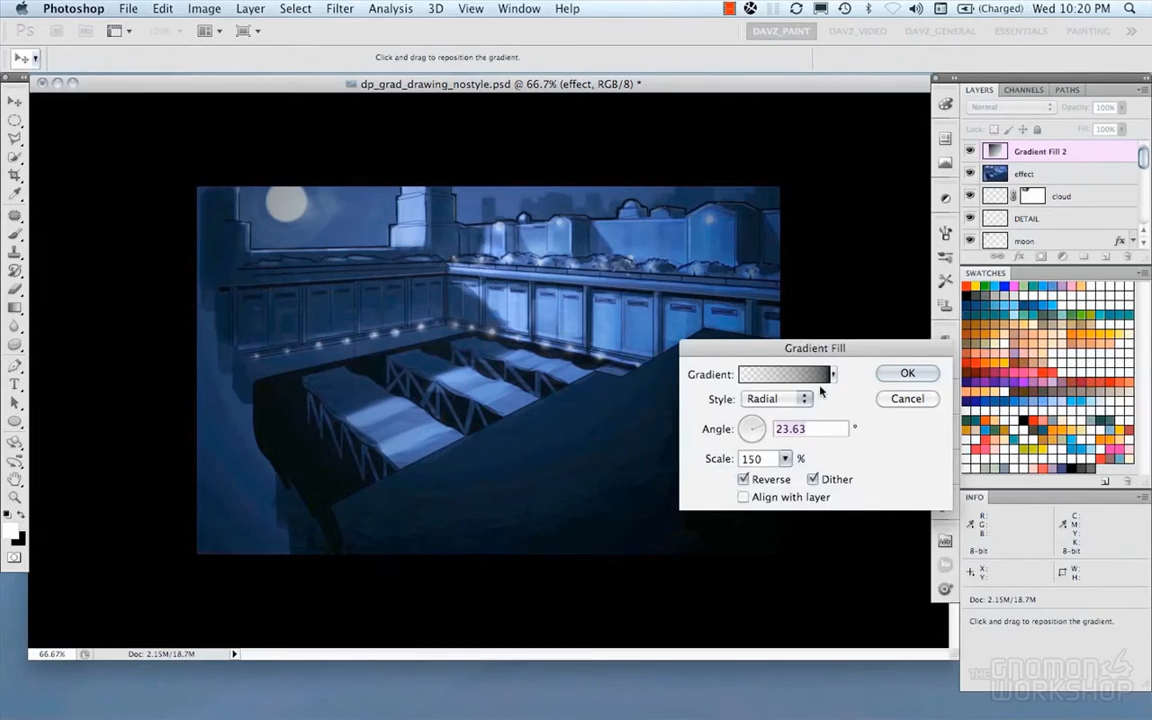 Photoshop File Edit Image Layer Select Filter Analysis 3D View Window Help (Charged) Wed 10:20 PM
DAVZ_PAINT DAVZ_VIDEO DAVZ_GENERAL ESSENTIALS PAINTING
Click and drag to reposition the gradient.
dp_grad_drawing_nostyle.psd @ 66.7% (effect, RGB/8) *
LAYERS CHANNELS PATHS
Normal Opacity: 100%
Lock: Fill: 100%
Gradient Fill 2
effect
cloud
DETAIL
moon fx
SWATCHES
Gradient Fill
Gradient: OK
Style: Radial Cancel
Angle: 23.63 °
Scale: 150 %
Reverse Dither
Align with layer
INFO
R: C:
G: M:
B: Y:
K:
8-bit 8-bit
X: W:
Y: H:
Doc: 2.15M/18.7M
Click and drag to reposition the gradient.
66.67% Doc: 2.15M/18.7M
THE GNOMON
WORKSHOP